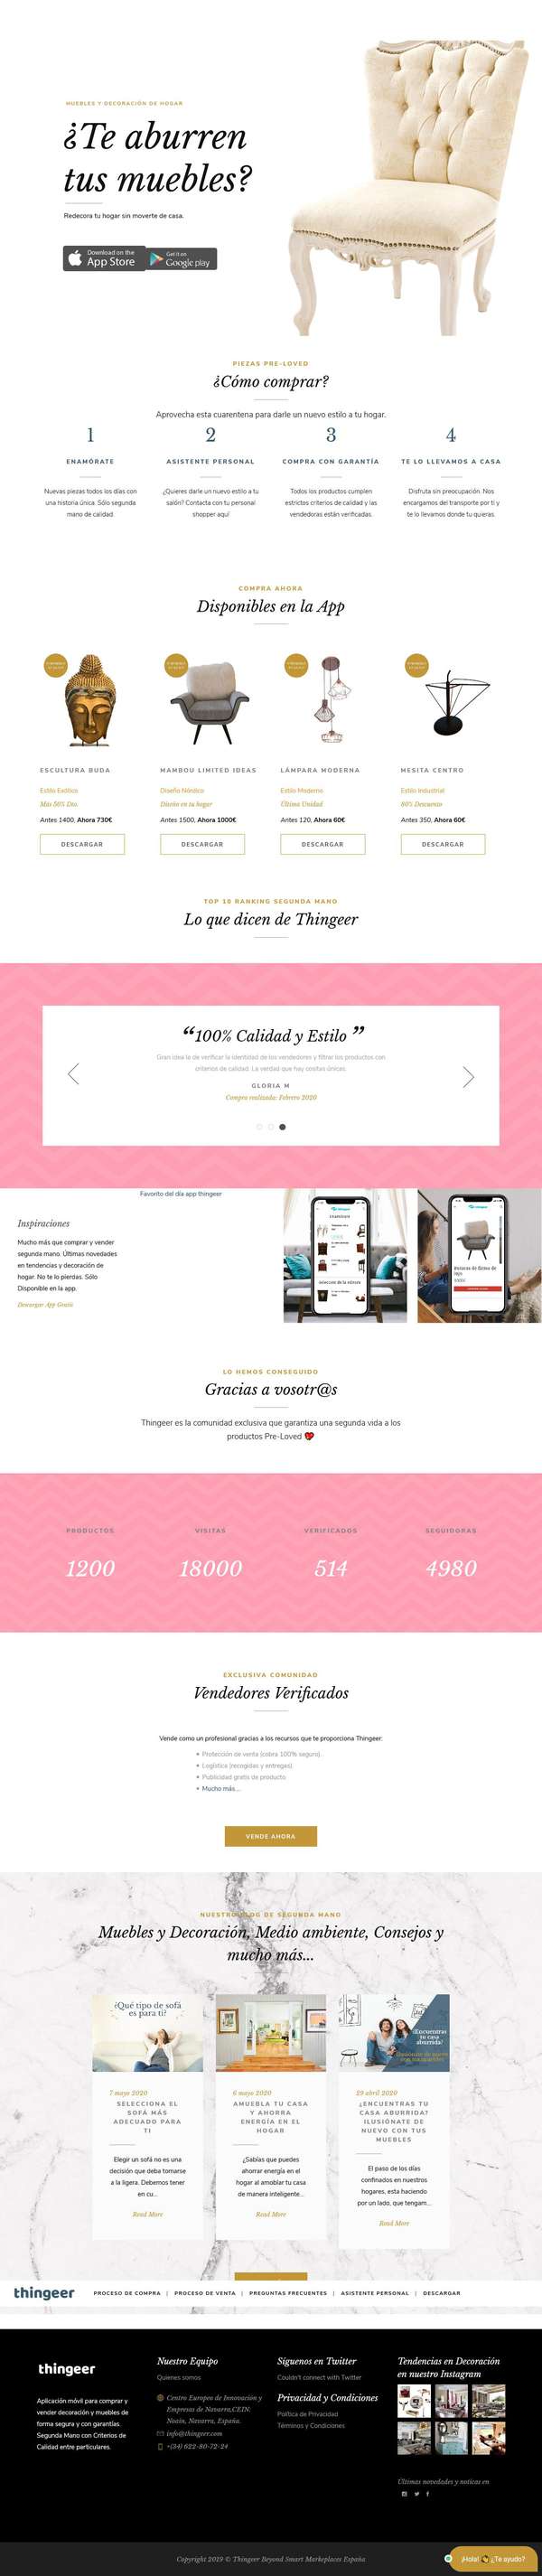 MUEBLES Y DECORACIÓN DE HOGAR
¿Te aburren
tus muebles?
Redecora tu hogar sin moverte de casa.
Download on the
App Store
Get it on
Google play
PIEZAS PRE-LOVED
¿Cómo comprar?
Aprovecha esta cuarentena para darle un nuevo estilo a tu hogar.
1
ENAMÓRATE
Nuevas piezas todos los días con
una historia única. Sólo segunda
mano de calidad.
2
ASISTENTE PERSONAL
¿Quieres darle un nuevo estilo a tu
salón? Contacta con tu personal
shopper aquí
3
COMPRA CON GARANTÍA
Todos los productos cumplen
estrictos criterios de calidad y las
vendedoras están verificadas.
4
TE LO LLEVAMOS A CASA
Disfruta sin preocupación. Nos
encargamos del transporte por ti y
te lo llevamos donde tu quieras.
COMPRA AHORA
Disponibles en la App
ESCULTURA BUDA
Estilo Exótico
Más 50% Dto.
Antes 1400, Ahora 730€
DESCARGAR
MAMBOU LIMITED IDEAS
Diseño Nórdico
Diseño en tu hogar
Antes 1500, Ahora 1000€
DESCARGAR
LÁMPARA MODERNA
Estilo Moderno
Última Unidad
Antes 120, Ahora 60€
DESCARGAR
MESITA CENTRO
Estilo Industrial
80% Descuento
Antes 350, Ahora 60€
DESCARGAR
TOP 10 RANKING SEGUNDA MANO
Lo que dicen de Thingeer
“100% Calidad y Estilo ”
Gran idea la de verificar la identidad de los vendedores y filtrar los productos con
criterios de calidad. La verdad que hay cositas únicas.
GLORIA M
Compra realizada: Febrero 2020
Favorito del día app thingeer
Inspiraciones
Mucho más que comprar y vender
segunda mano. Últimas novedades
en tendencias y decoración de
hogar. No te lo pierdas. Sólo
Disponible en la app.
Descargar App Gratis
LO HEMOS CONSEGUIDO
Gracias a vosotr@s
Thingeer es la comunidad exclusiva que garantiza una segunda vida a los
productos Pre-Loved
PRODUCTOS
1200
VISITAS
18000
VERIFICADOS
514
SEGUIDORAS
4980
EXCLUSIVA COMUNIDAD
Vendedores Verificados
Vende como un profesional gracias a los recursos que te proporciona Thingeer:
Protección de venta (cobra 100% seguro).
Logística (recogidas y entregas).
Publicidad gratis de producto.
Mucho más...
VENDE AHORA
NUESTRO BLOG DE SEGUNDA MANO
Muebles y Decoración, Medio ambiente, Consejos y
mucho más...
¿Qué tipo de sofá
es para ti?
7 mayo 2020
SELECCIONA EL
SOFÁ MÁS
ADECUADO PARA
TI
Elegir un sofá no es una
decisión que deba tomarse
a la ligera. Debemos tener
en cu...
Read More
6 mayo 2020
AMUEBLA TU CASA
Y AHORRA
ENERGÍA EN EL
HOGAR
¿Sabías que puedes
ahorrar energía en el
hogar al amoblar tu casa
de manera inteligente...
Read More
¿Encuentras
tu casa
aburrida?
29 abril 2020
¿ENCUENTRAS TU
CASA ABURRIDA?
ILUSIÓNATE DE
NUEVO CON TUS
MUEBLES
El paso de los días
confinados en nuestros
hogares, esta haciendo
por un lado, que tengam...
Read More
thingeer
PROCESO DE COMPRA | PROCESO DE VENTA | PREGUNTAS FRECUENTES | ASISTENTE PERSONAL | DESCARGAR
thingeer
Aplicación móvil para comprar y
vender decoración y muebles de
forma segura y con garantías.
Segunda Mano con Criterios de
Calidad entre particulares.
Nuestro Equipo
Quienes somos
Centro Europeo de Innovación y
Empresas de Navarra,CEIN.
Noáin, Navarra, España.
info@thingeer.com
+(34) 622-80-72-24
Síguenos en Twitter
Couldn't connect with Twitter
Privacidad y Condiciones
Política de Privacidad
Términos y Condiciones
Tendencias en Decoración
en nuestro Instagram
Últimas novedades y noticas en
Copyright 2019 © Thingeer Beyond Smart Markeplaces España
¡Hola! ¿Te ayudo?